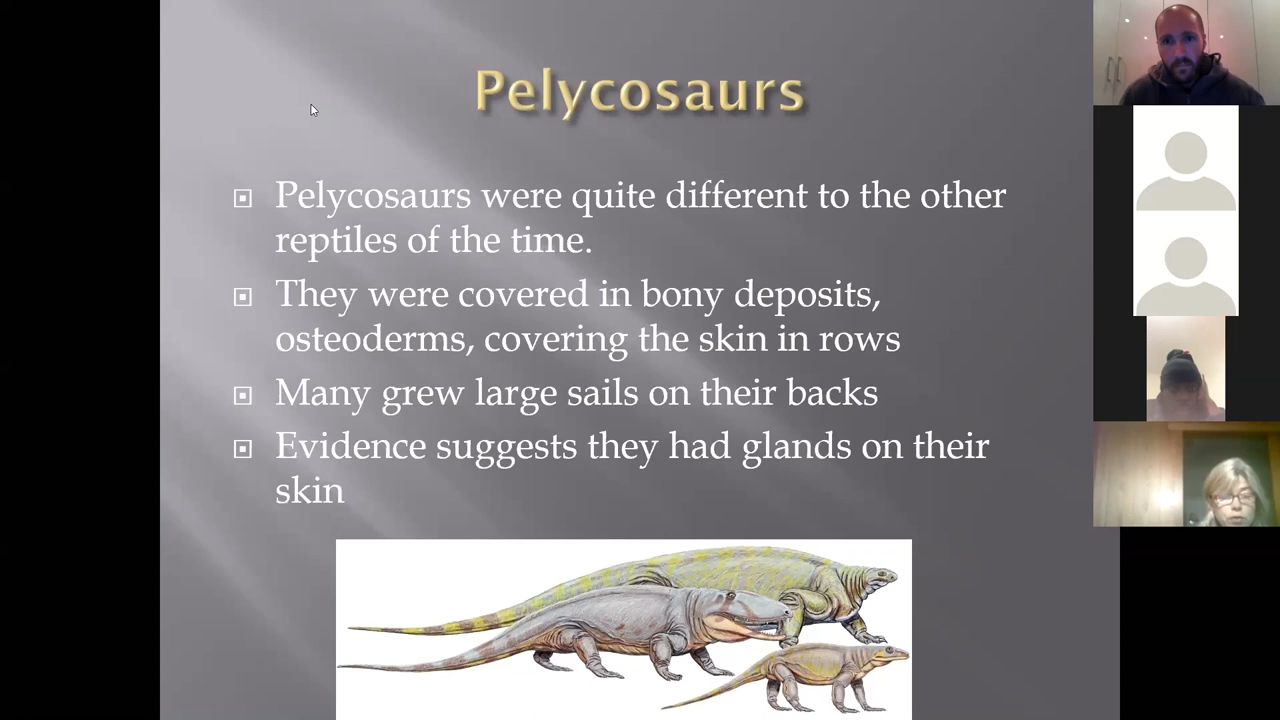 Pelycosaurs
Pelycosaurs were quite different to the other
reptiles of the time.
They were covered in bony deposits,
osteoderms, covering the skin in rows
Many grew large sails on their backs
Evidence suggests they had glands on their
skin